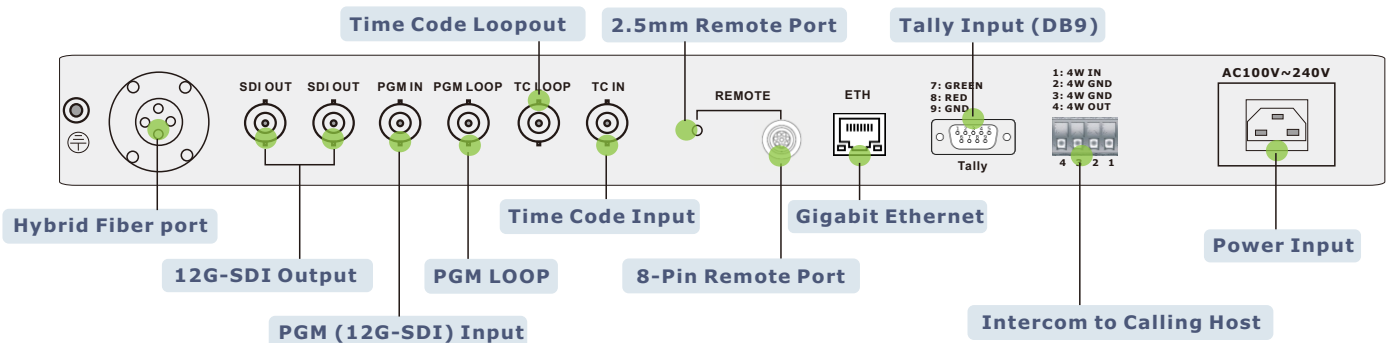 Time Code Loopout
2.5mm Remote Port
Tally Input (DB9)
SDI OUT
SDI OUT
PGM IN
PGM LOOP
TC LOOP
TC IN
REMOTE
ETH
7: GREEN
8: RED
9: GND
Tally
1: 4W IN
2: 4W GND
3: 4W GND
4: 4W OUT
4 3 2 1
AC100V~240V
Hybrid Fiber port
12G-SDI Output
PGM (12G-SDI) Input
PGM LOOP
Time Code Input
8-Pin Remote Port
Gigabit Ethernet
Intercom to Calling Host
Power Input